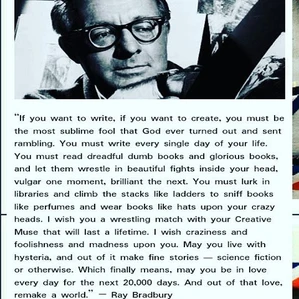 "If you want to write, if you want to create, you must be
the most sublime fool that God ever turned out and sent
rambling. You must write every single day of your life.
You must read dreadful dumb books and glorious books,
and let them wrestle in beautiful fights inside your head,
vulgar one moment, brilliant the next. You must lurk in
libraries and climb the stacks like ladders to sniff books
like perfumes and wear books like hats upon your crazy
heads. I wish you a wrestling match with your Creative
Muse that will last a lifetime. I wish craziness and
foolishness and madness upon you. May you live with
hysteria, and out of it make fine stories — science fiction
or otherwise. Which finally means, may you be in love
every day for the next 20,000 days. And out of that love,
remake a world." — Ray Bradbury